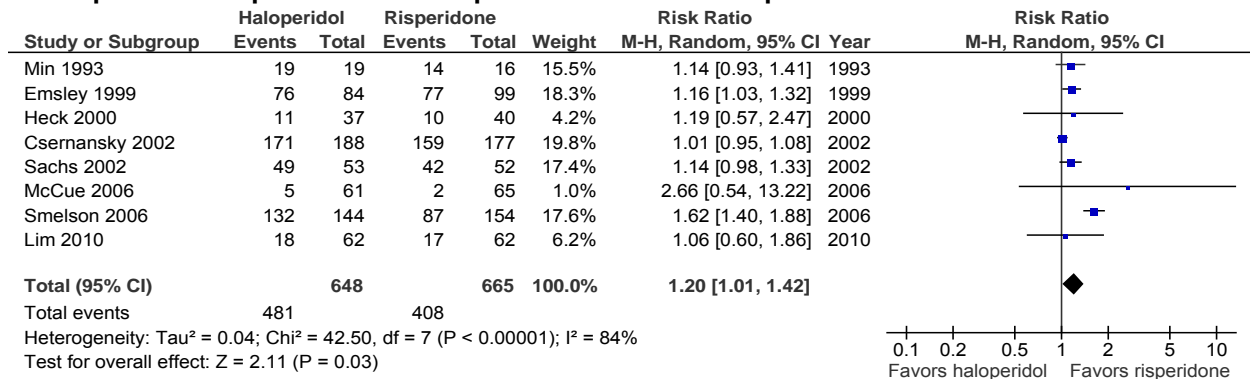 Haloperidol Risperidone Risk Ratio Risk Ratio
Study or Subgroup Events Total Events Total Weight M-H, Random, 95% CI Year M-H, Random, 95% CI
Min 1993 19 19 14 16 15.5% 1.14 [0.93, 1.41] 1993
Emsley 1999 76 84 77 99 18.3% 1.16 [1.03, 1.32] 1999
Heck 2000 11 37 10 40 4.2% 1.19 [0.57, 2.47] 2000
Csernansky 2002 171 188 159 177 19.8% 1.01 [0.95, 1.08] 2002
Sachs 2002 49 53 42 52 17.4% 1.14 [0.98, 1.33] 2002
McCue 2006 5 61 2 65 1.0% 2.66 [0.54, 13.22] 2006
Smelson 2006 132 144 87 154 17.6% 1.62 [1.40, 1.88] 2006
Lim 2010 18 62 17 62 6.2% 1.06 [0.60, 1.86] 2010
Total (95% CI) 648 665 100.0% 1.20 [1.01, 1.42]
Total events 481 408
Heterogeneity: Tau² = 0.04; Chi² = 42.50, df = 7 (P < 0.00001); I² = 84%
Test for overall effect: Z = 2.11 (P = 0.03)
0.1 0.2 0.5 1 2 5 10
Favors haloperidol Favors risperidone